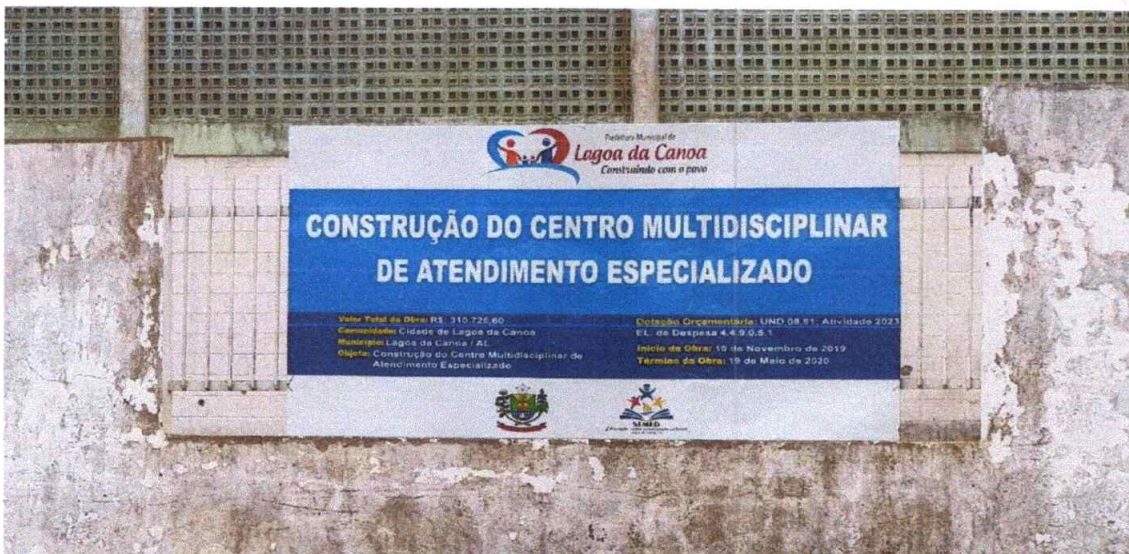 Prefeitura Municipal de
Lagoa da Canoa
Construindo com o povo
CONSTRUÇÃO DO CENTRO MULTIDISCIPLINAR
DE ATENDIMENTO ESPECIALIZADO
Valor Total da Obra: R$: 310.726,60
Comunidade: Cidade de Lagoa da Canoa
Município: Lagoa da Canoa / AL
Objeto: Construção do Centro Multidisciplinar de
Atendimento Especializado
Dotação Orçamentária: UND 08.81; Atividade 2023
EL. da Despesa 4.4.9.0.5.1
Início da Obra: 19 de Novembro de 2019
Término da Obra: 19 de Maio de 2020
SEMED